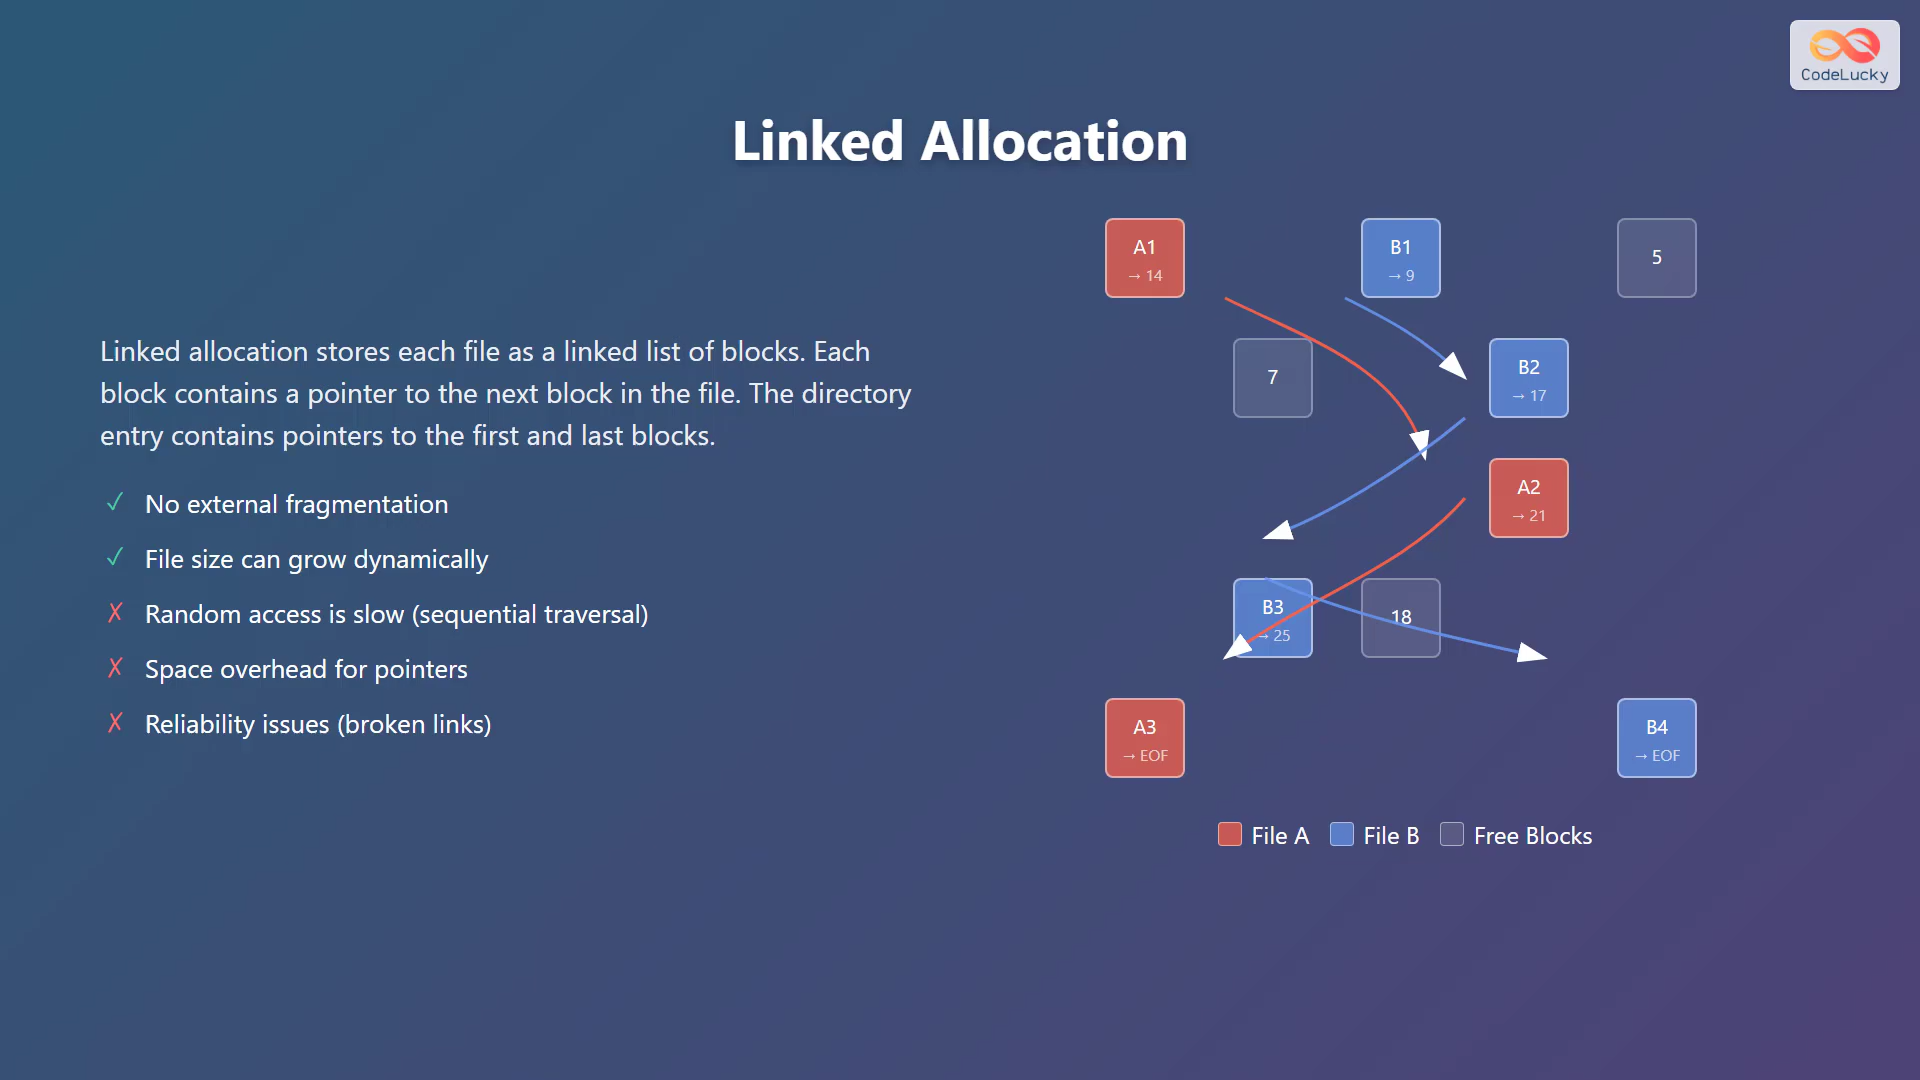 CodeLucky
Linked Allocation
Linked allocation stores each file as a linked list of blocks. Each
block contains a pointer to the next block in the file. The directory
entry contains pointers to the first and last blocks.
✓ No external fragmentation
✓ File size can grow dynamically
✗ Random access is slow (sequential traversal)
✗ Space overhead for pointers
✗ Reliability issues (broken links)
A1
→ 14
B1
→ 9
5
7
B2
→ 17
A2
→ 21
B3
→ 25
18
A3
→ EOF
B4
→ EOF
File A File B Free Blocks